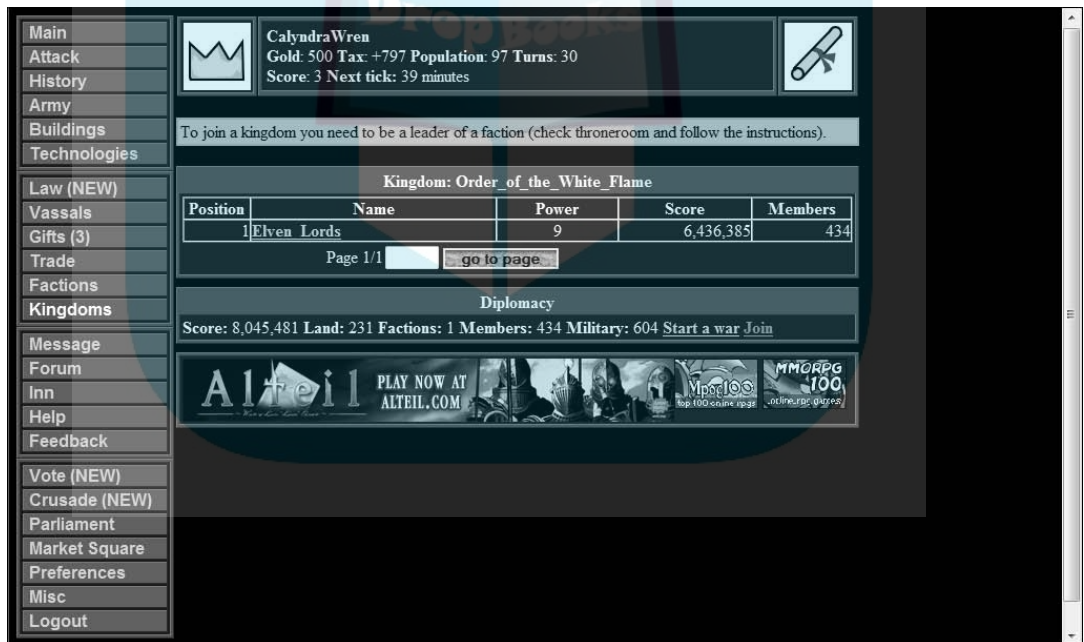 DropBooks
Main
Attack
History
Army
Buildings
Technologies
Law (NEW)
Vassals
Gifts (3)
Trade
Factions
Kingdoms
Message
Forum
Inn
Help
Feedback
Vote (NEW)
Crusade (NEW)
Parliament
Market Square
Preferences
Misc
Logout
CalyndraWren
Gold: 500 Tax: +797 Population: 97 Turns: 30
Score: 3 Next tick: 39 minutes
To join a kingdom you need to be a leader of a faction (check throneroom and follow the instructions).
Kingdom: Order_of_the_White_Flame
Position Name Power Score Members
1 Elven_Lords 9 6,436,385 434
Page 1/1 go to page
Diplomacy
Score: 8,045,481 Land: 231 Factions: 1 Members: 434 Military: 604 Start a war Join
Alteil PLAY NOW AT
ALTEIL.COM
Mpog100
top 100 online rpgs
MMORPG
100
online rpg games